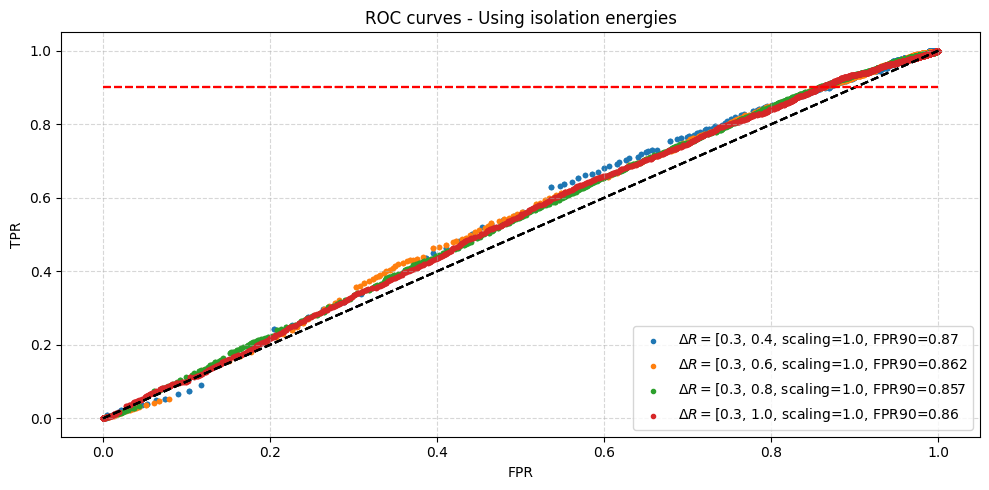 ROC curves - Using isolation energies
TPR
1.0
0.8
0.6
0.4
0.2
0.0
ΔR = [0.3, 0.4, scaling=1.0, FPR90=0.87
ΔR = [0.3, 0.6, scaling=1.0, FPR90=0.862
ΔR = [0.3, 0.8, scaling=1.0, FPR90=0.857
ΔR = [0.3, 1.0, scaling=1.0, FPR90=0.86
0.0 0.2 0.4 0.6 0.8 1.0
FPR